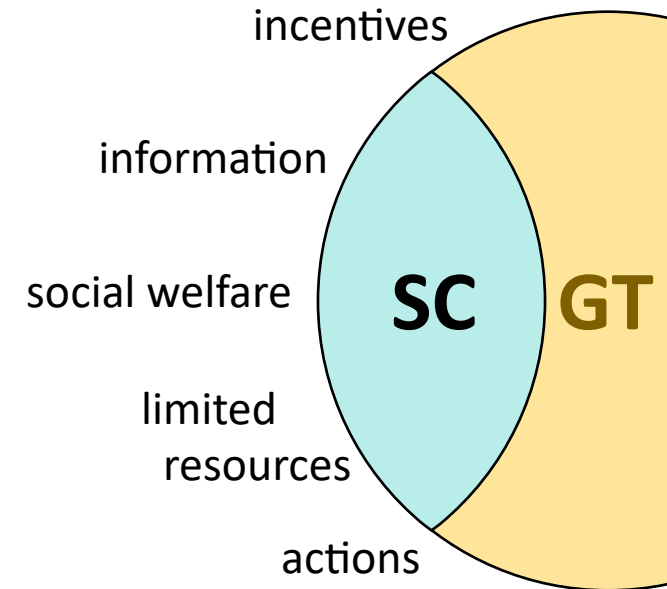 incentives
information
social welfare
SC GT
limited
resources
actions